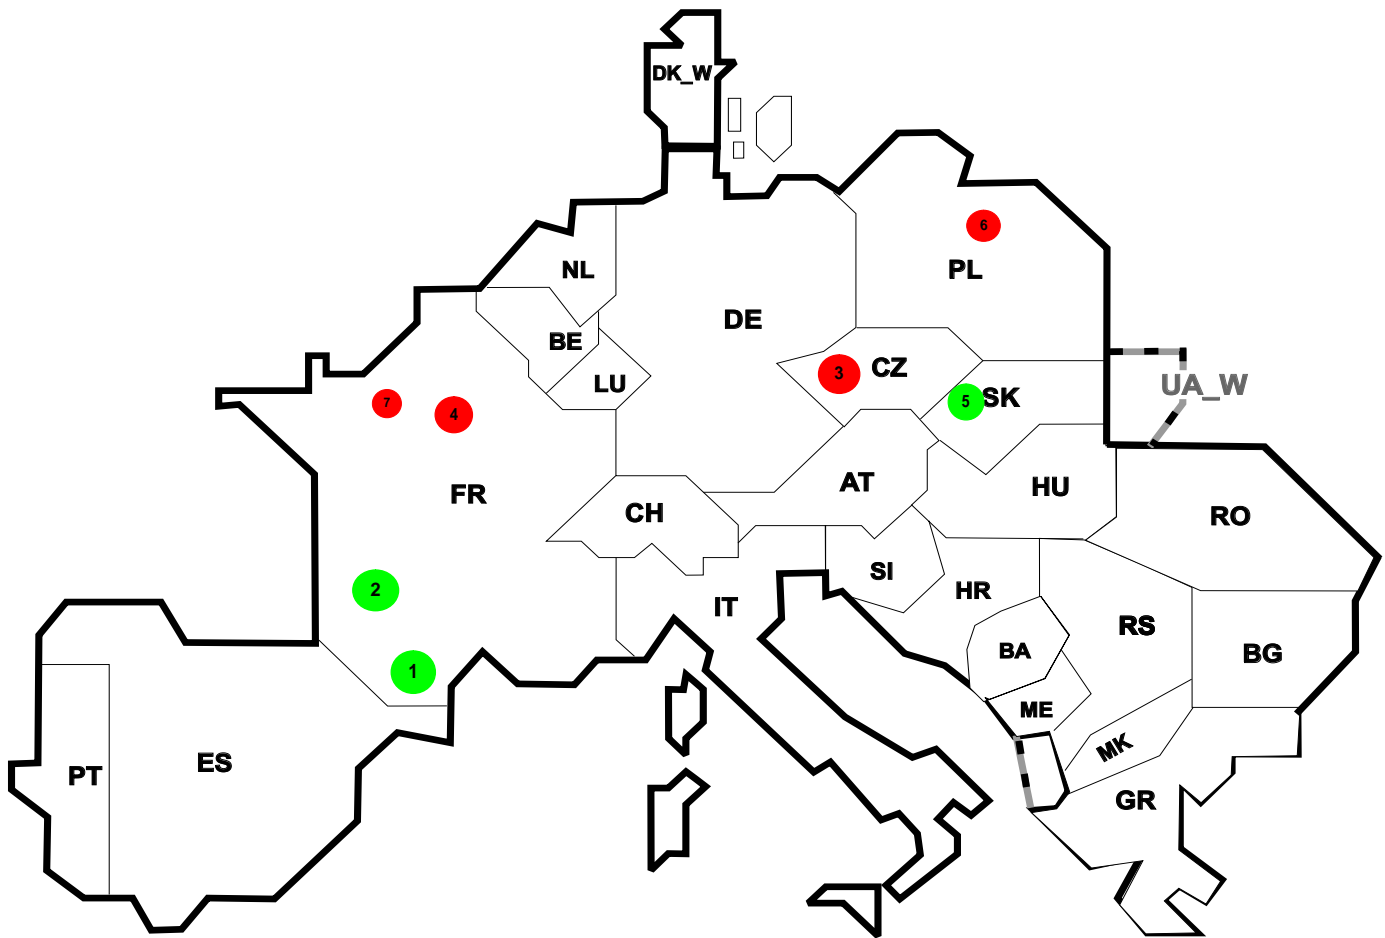 DK_W
6
NL
PL
DE
BE
CZ
3
LU
UA_W
5
SK
7
4
AT
HU
FR
CH
RO
SI
2
HR
IT
RS
BA
BG
1
ME
MK
ES
PT
GR